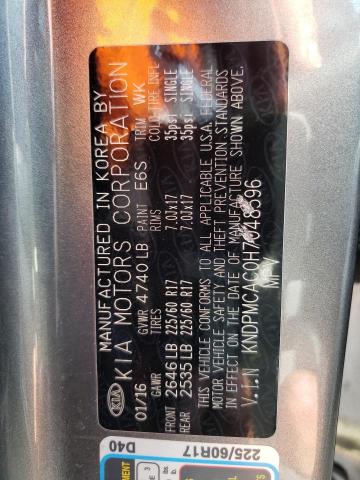 MANUFACTURED IN KOREA BY
KIA KIA MOTORS CORPORATION
01/16 GVWR 4740LB PAINT E6S TRIM WK
GAWR TIRES RIMS COLD TIRE INFL
FRONT 2646LB 225/60 R17 7.0JX17 35psi SINGLE
REAR 2535LB 225/60 R17 7.0JX17 35psi SINGLE
THIS VEHICLE CONFORMS TO ALL APPLICABLE U.S.A. FEDERAL
MOTOR VEHICLE SAFETY AND THEFT PREVENTION STANDARDS
IN EFFECT ON THE DATE OF MANUFACTURE SHOWN ABOVE.
V.I.N
MPV
D40
225/60R17